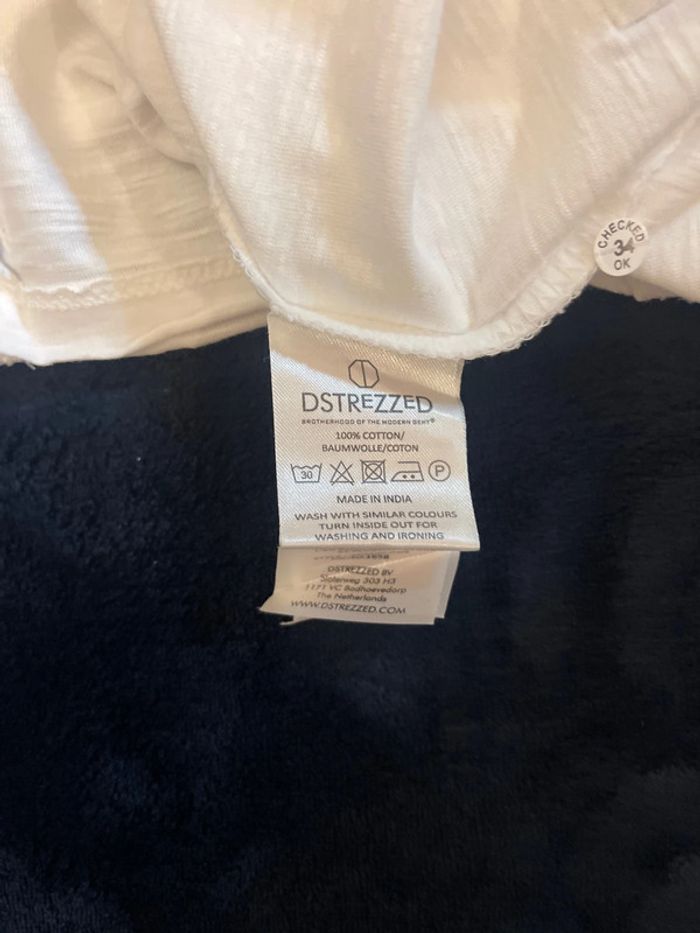 CHECKED
34
OK
DSTREZZED
BROTHERHOOD OF THE MODERN GENT®
100% COTTON/
BAUMWOLLE/COTON
30
P
MADE IN INDIA
WASH WITH SIMILAR COLOURS
TURN INSIDE OUT FOR
WASHING AND IRONING
DSTREZZED BV
Sloterweg 303 H3
1171 VC Badhoevedorp
The Netherlands
WWW.DSTREZZED.COM